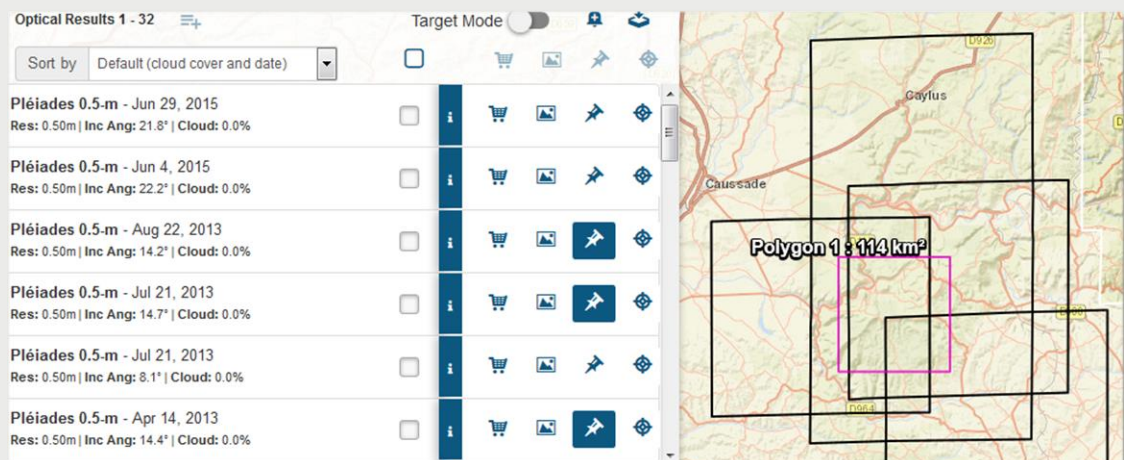 Optical Results 1 - 32
Target Mode
Sort by Default (cloud cover and date)
Pléiades 0.5-m - Jun 29, 2015
Res: 0.50m | Inc Ang: 21.8° | Cloud: 0.0%
Pléiades 0.5-m - Jun 4, 2015
Res: 0.50m | Inc Ang: 22.2° | Cloud: 0.0%
Pléiades 0.5-m - Aug 22, 2013
Res: 0.50m | Inc Ang: 14.2° | Cloud: 0.0%
Pléiades 0.5-m - Jul 21, 2013
Res: 0.50m | Inc Ang: 14.7° | Cloud: 0.0%
Pléiades 0.5-m - Jul 21, 2013
Res: 0.50m | Inc Ang: 8.1° | Cloud: 0.0%
Pléiades 0.5-m - Apr 14, 2013
Res: 0.50m | Inc Ang: 14.4° | Cloud: 0.0%
D926
Caylus
Caussade
Polygon 1 : 114 km²
D964